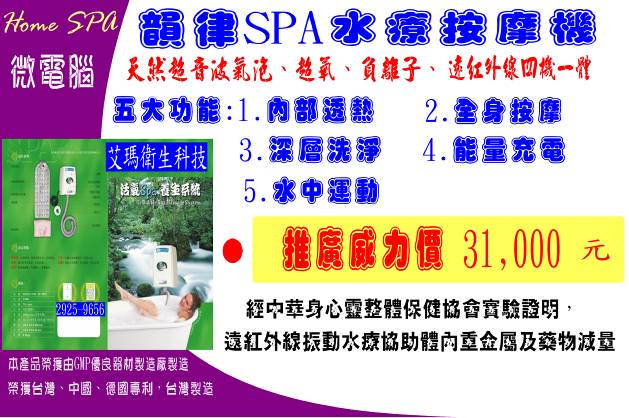 Home SPA
微電腦
韻律SPA水療按摩機
天然超音波氣泡、超氧、負離子、遠紅外線四機一體
五大功能:1.內部透熱 2.全身按摩
3.深層洗淨 4.能量充電
5.水中運動
艾瑪衛生科技
活氧Spa養生系統
2925-9656
推廣威力價 31,000 元
經中華身心靈整體保健協會實驗證明，
遠紅外線振動水療協助體內重金屬及藥物減量
本產品榮獲由GMP優良器材製造廠製造
榮獲台灣、中國、德國專利，台灣製造